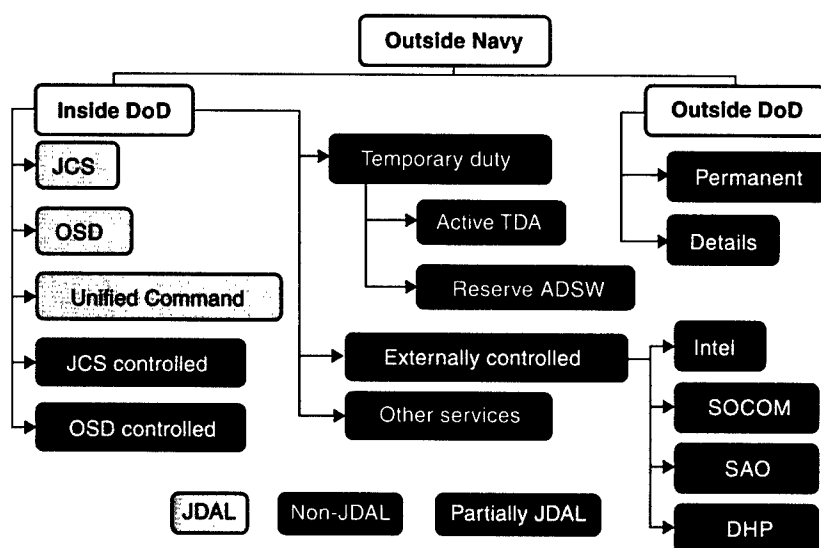 Outside Navy
Inside DoD
Outside DoD
JCS
OSD
Unified Command
JCS controlled
OSD controlled
Temporary duty
Active TDA
Reserve ADSW
Externally controlled
Other services
Permanent
Details
Intel
SOCOM
SAO
DHP
JDAL
Non-JDAL
Partially JDAL